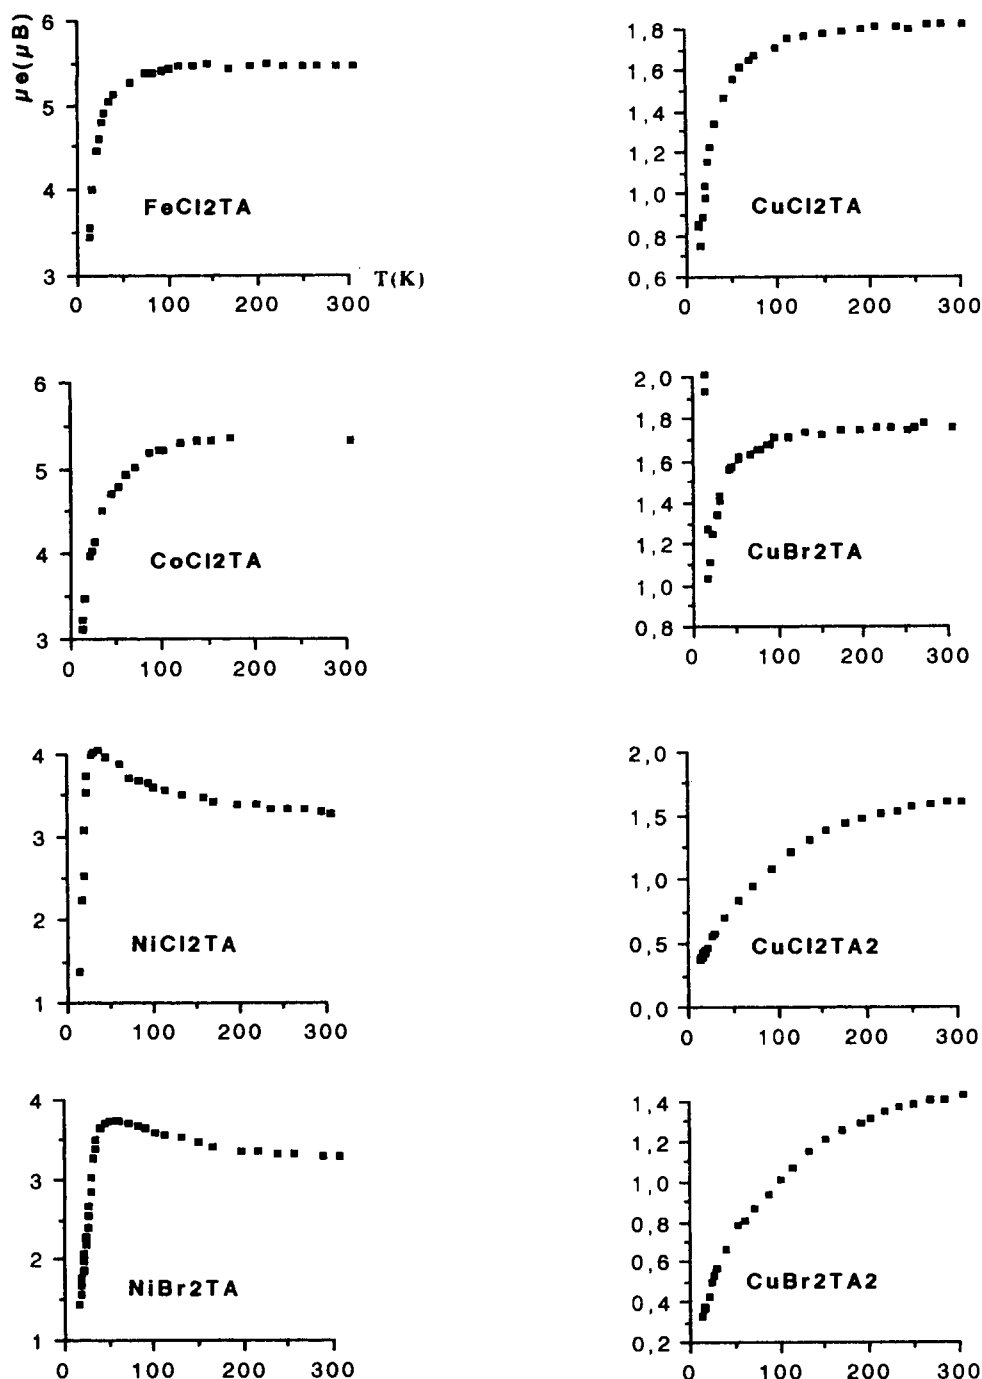 μe(μB)
6
5
4
3
FeCl2TA
T(K)
0 100 200 300
1,8
1,6
1,4
1,2
1,0
0,8
0,6
CuCl2TA
0 100 200 300
6
5
4
3
CoCl2TA
0 100 200 300
2,0
1,8
1,6
1,4
1,2
1,0
0,8
CuBr2TA
0 100 200 300
4
3
2
1
NiCl2TA
0 100 200 300
2,0
1,5
1,0
0,5
0,0
CuCl2TA2
0 100 200 300
4
3
2
1
NiBr2TA
0 100 200 300
1,4
1,2
1,0
0,8
0,6
0,4
0,2
CuBr2TA2
0 100 200 300